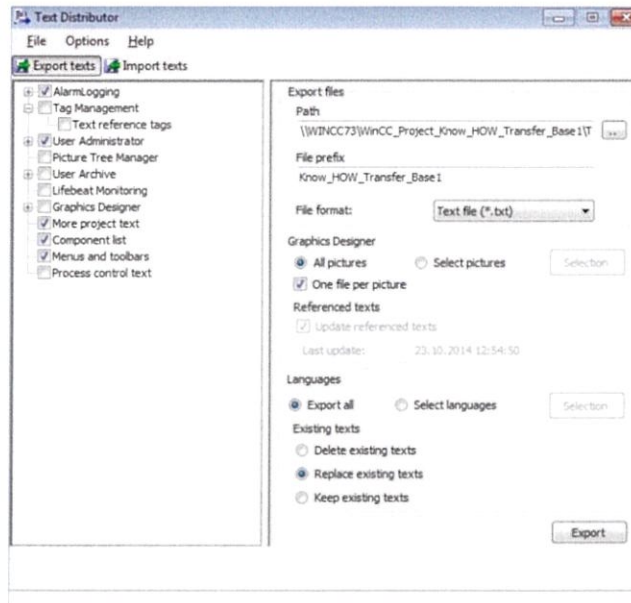 Text Distributor
File Options Help
Export texts Import texts
AlarmLogging
Tag Management
Text reference tags
User Administrator
Picture Tree Manager
User Archive
Lifebeat Monitoring
Graphics Designer
More project text
Component list
Menus and toolbars
Process control text
Export files
Path
\\WINCC73\WinCC_Project_Know_HOW_Transfer_Base1\T ...
File prefix
Know_HOW_Transfer_Base1
File format: Text file (*.txt)
Graphics Designer
All pictures Select pictures Selection
One file per picture
Referenced texts
Update referenced texts
Last update: 23.10.2014 12:54:50
Languages
Export all Select languages Selection
Existing texts
Delete existing texts
Replace existing texts
Keep existing texts
Export